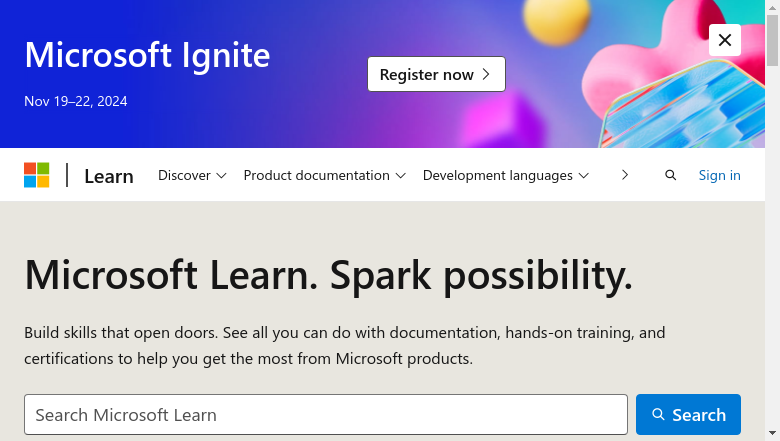 Microsoft Ignite
Register now
Nov 19–22, 2024
Learn
Discover
Product documentation
Development languages
Sign in
Microsoft Learn. Spark possibility.
Build skills that open doors. See all you can do with documentation, hands-on training, and
certifications to help you get the most from Microsoft products.
Search Microsoft Learn
Search